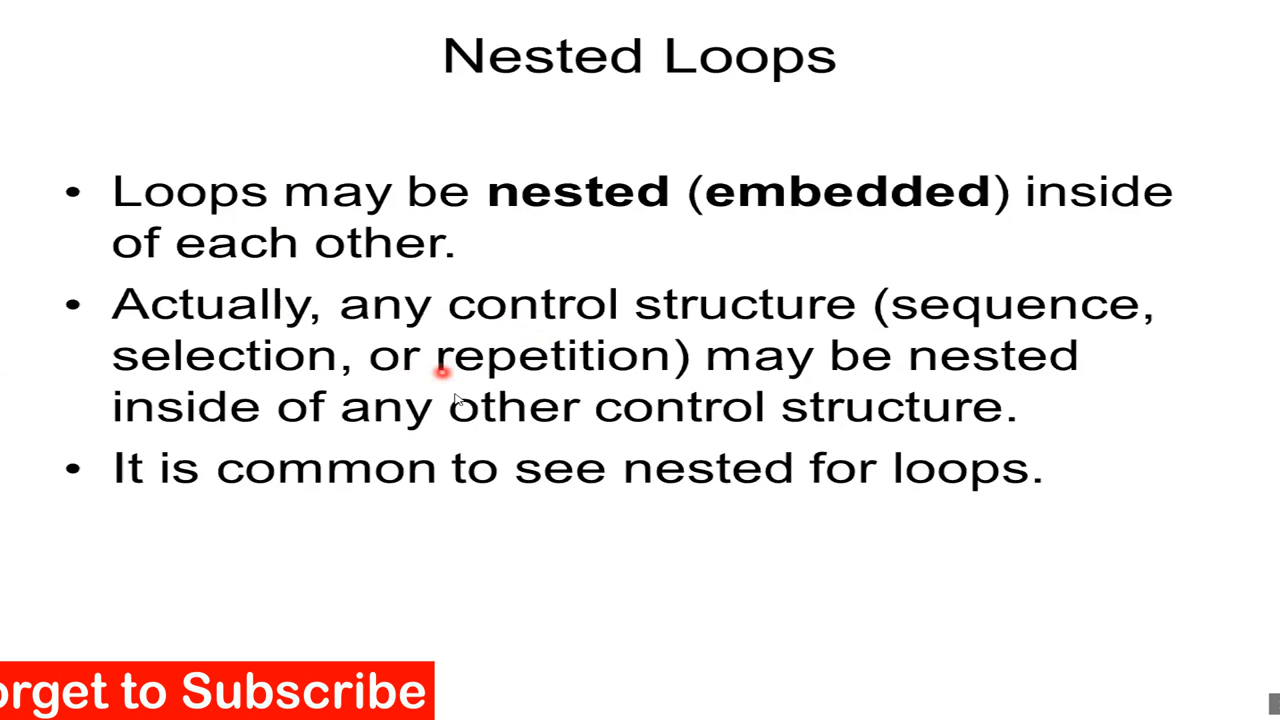 Nested Loops
• Loops may be nested (embedded) inside
of each other.
• Actually, any control structure (sequence,
selection, or repetition) may be nested
inside of any other control structure.
• It is common to see nested for loops.
orget to Subscribe